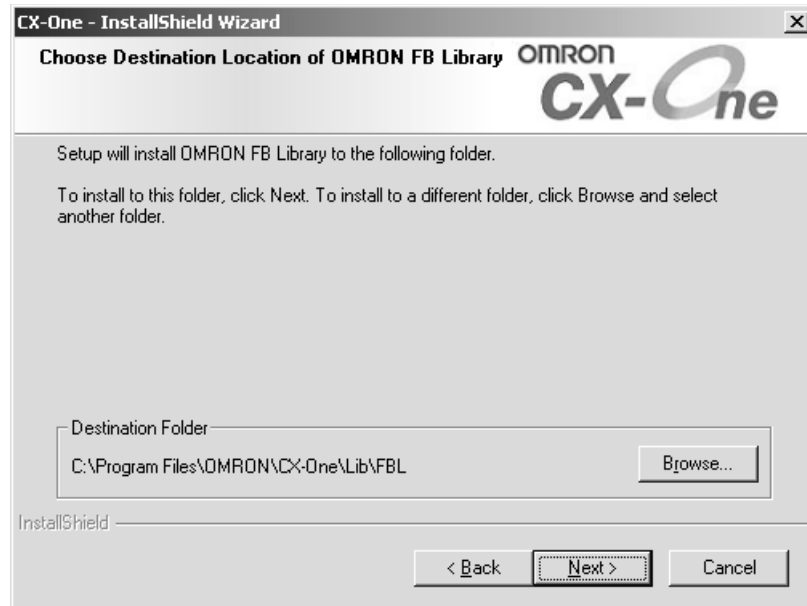 CX-One - InstallShield Wizard
Choose Destination Location of OMRON FB Library
OMRON
CX-One
Setup will install OMRON FB Library to the following folder.
To install to this folder, click Next. To install to a different folder, click Browse and select
another folder.
Destination Folder
C:\Program Files\OMRON\CX-One\Lib\FBL
Browse...
InstallShield
< Back
Next >
Cancel